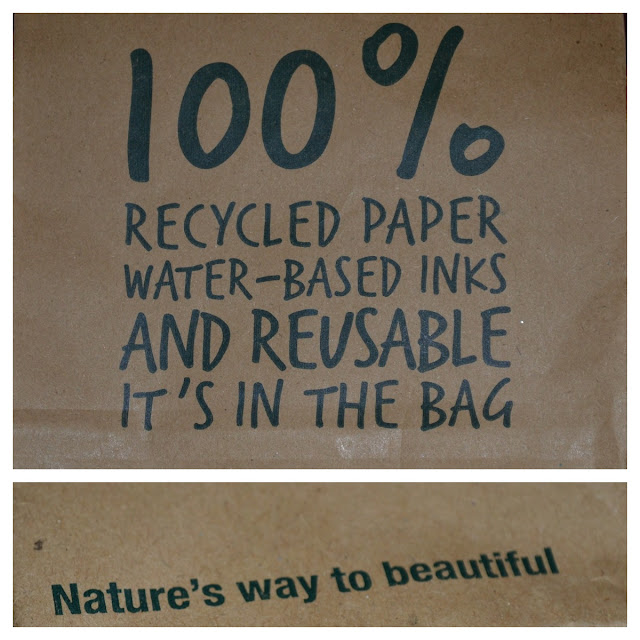 100%
RECYCLED PAPER
WATER-BASED INKS
AND REUSABLE
IT'S IN THE BAG
Nature's way to beautiful